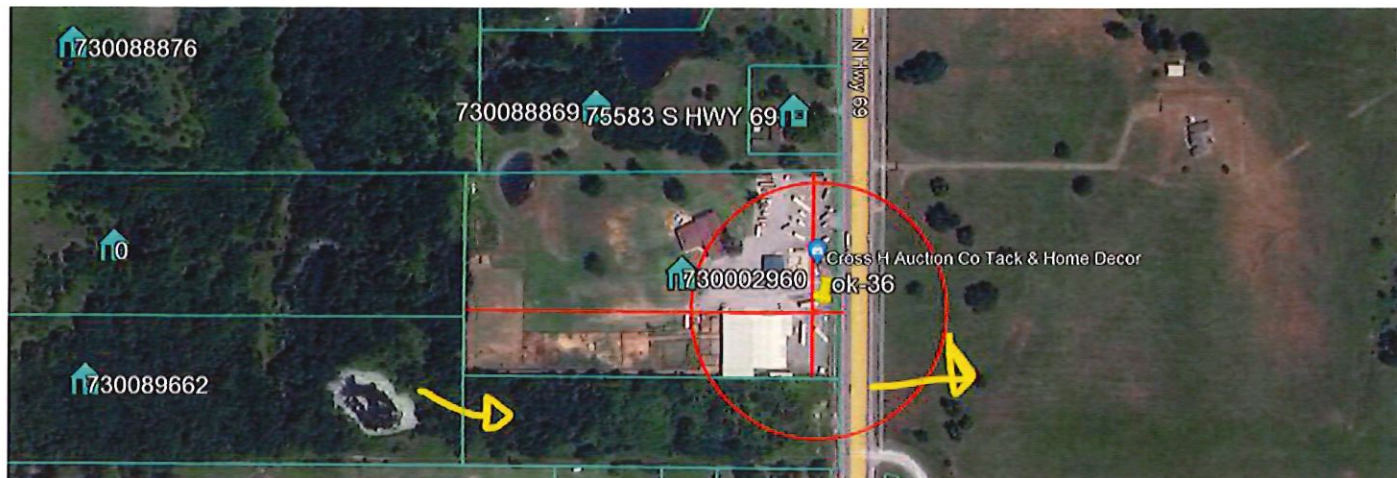 730088876
730088869
75583 S HWY 69
N Hwy 69
0
Cross H Auction Co Tack & Home Decor
730002960
ok-36
730089662